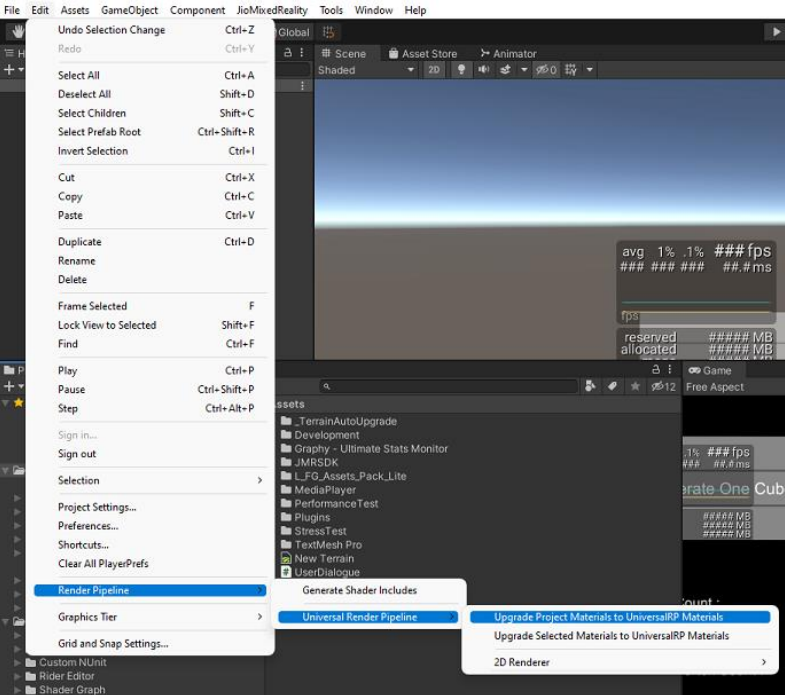 File Edit Assets GameObject Component JioMixedReality Tools Window Help
Undo Selection Change Ctrl+Z
Redo Ctrl+Y
Select All Ctrl+A
Deselect All Shift+D
Select Children Shift+C
Select Prefab Root Ctrl+Shift+R
Invert Selection Ctrl+I
Cut Ctrl+X
Copy Ctrl+C
Paste Ctrl+V
Duplicate Ctrl+D
Rename
Delete
Frame Selected F
Lock View to Selected Shift+F
Find Ctrl+F
Play Ctrl+P
Pause Ctrl+Shift+P
Step Ctrl+Alt+P
Sign in...
Sign out
Selection
Project Settings...
Preferences...
Shortcuts...
Clear All PlayerPrefs
Render Pipeline
Graphics Tier
Grid and Snap Settings...
Custom NUnit
Rider Editor
Shader Graph
Generate Shader Includes
Universal Render Pipeline
Upgrade Project Materials to UniversalRP Materials
Upgrade Selected Materials to UniversalRP Materials
2D Renderer
Global
Scene Asset Store Animator
Shaded 2D 0
avg 1% .1% ###fps
### ### ### ##.#ms
fps
reserved ##### MB
allocated ##### MB
12
ssets
_TerrainAutoUpgrade
Development
Graphy - Ultimate Stats Monitor
JMRSDK
L_FG_Assets_Pack_Lite
MediaPlayer
PerformanceTest
Plugins
StressTest
TextMesh Pro
New Terrain
UserDialogue
Game
Free Aspect
.1% ###fps
### ##.#ms
erate One Cub
##### MB
##### MB
##### MB
ount :